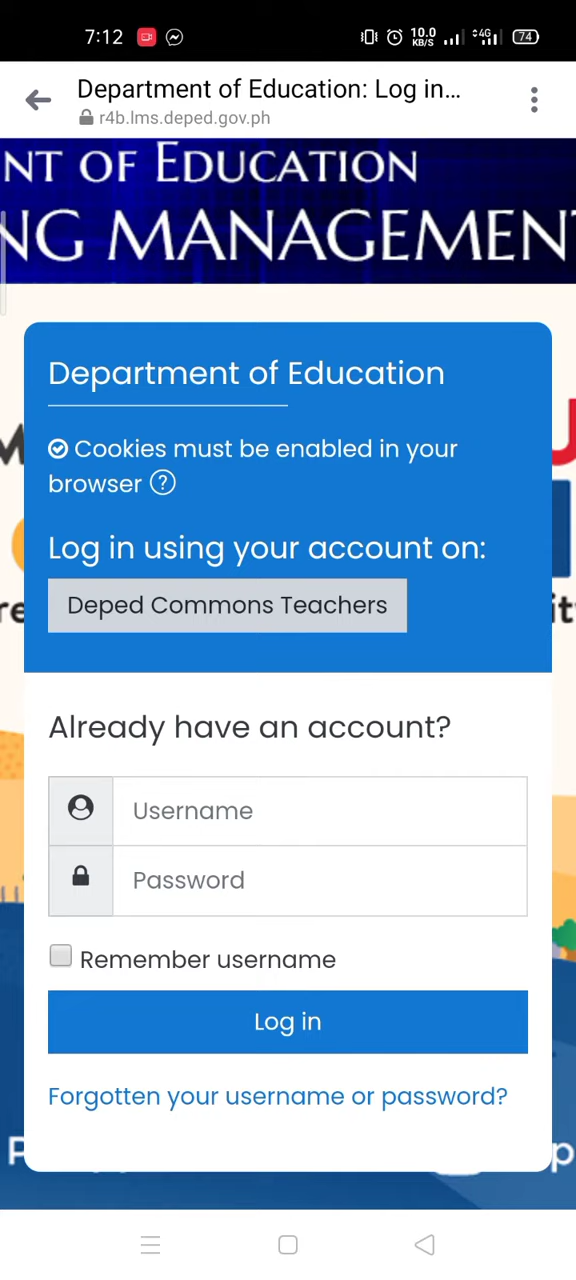 7:12 10.0 KB/S 4G 74
Department of Education: Log in...
r4b.lms.deped.gov.ph
NT OF EDUCATION
NG MANAGEMENT
Department of Education
Cookies must be enabled in your
browser ?
Log in using your account on:
Deped Commons Teachers
Already have an account?
Username
Password
Remember username
Log in
Forgotten your username or password?